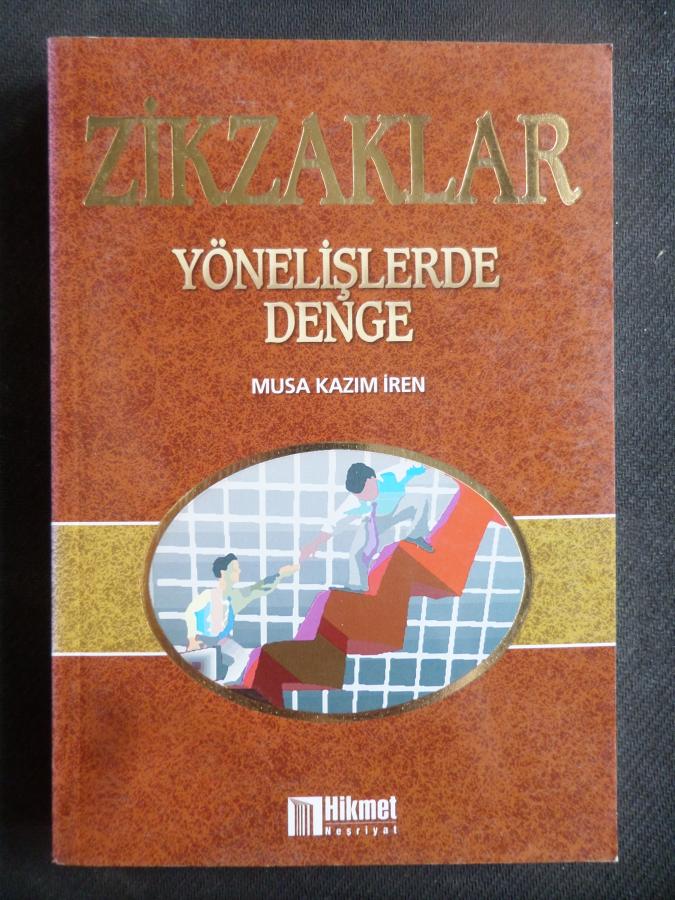 ZİKZAKLAR
YÖNELİŞLERDE
DENGE
MUSA KAZIM İREN
Hikmet
Neşriyat